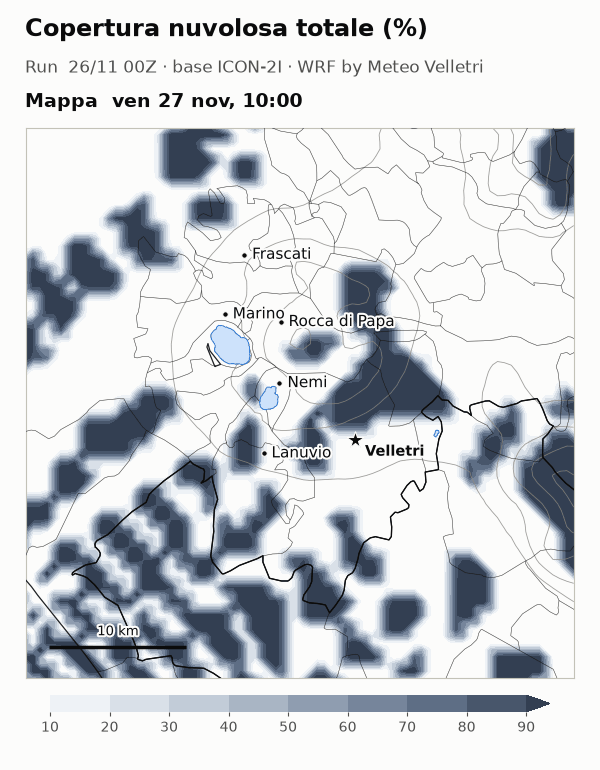 Copertura nuvolosa totale (%)
Run  26/11 00Z · base ICON-2I · WRF by Meteo Velletri
Mappa  ven 27 nov, 10:00
Frascati
Marino
Rocca di Papa
Nemi
Velletri
Lanuvio
10 km
10 20 30 40 50 60 70 80 90